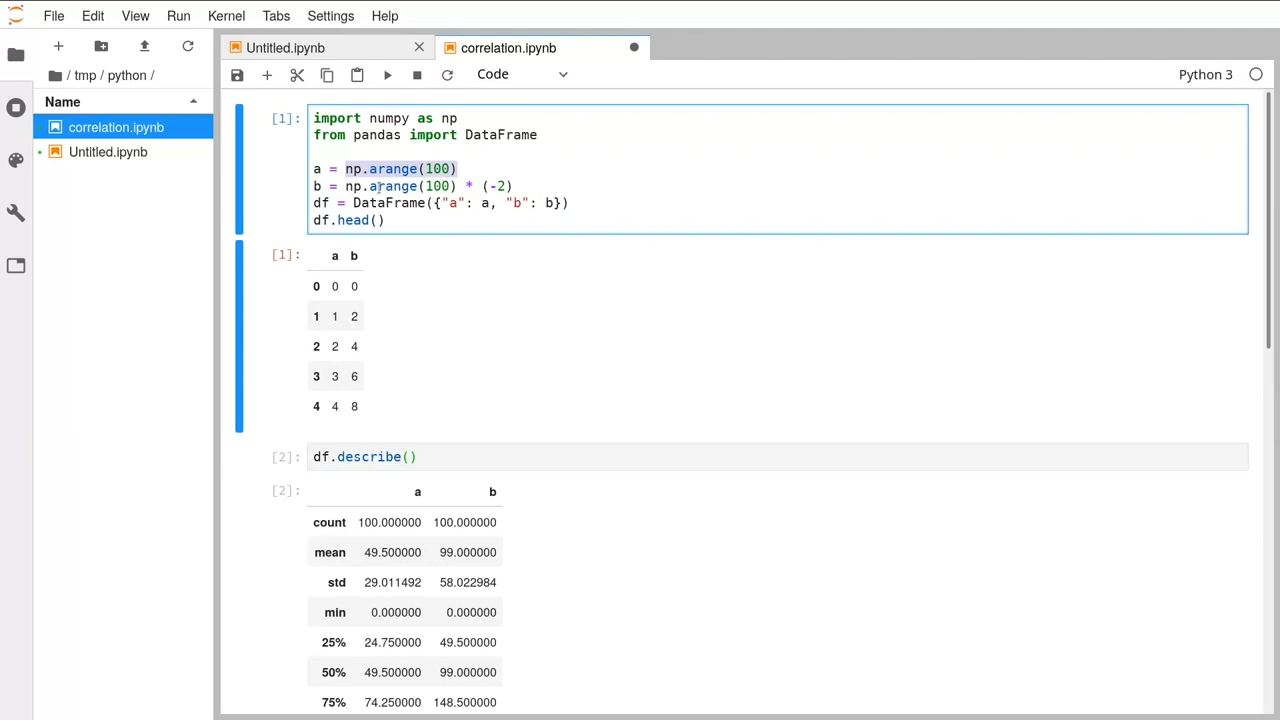 File Edit View Run Kernel Tabs Settings Help
/ tmp / python /
Name
correlation.ipynb
Untitled.ipynb
Untitled.ipynb
correlation.ipynb
Code
Python 3
[1]:
import numpy as np
from pandas import DataFrame
a = np.arange(100)
b = np.arange(100) * (-2)
df = DataFrame({"a": a, "b": b})
df.head()
[1]:
a b
0 0 0
1 1 2
2 2 4
3 3 6
4 4 8
[2]:
df.describe()
[2]:
a b
count 100.000000 100.000000
mean 49.500000 99.000000
std 29.011492 58.022984
min 0.000000 0.000000
25% 24.750000 49.500000
50% 49.500000 99.000000
75% 74.250000 148.500000